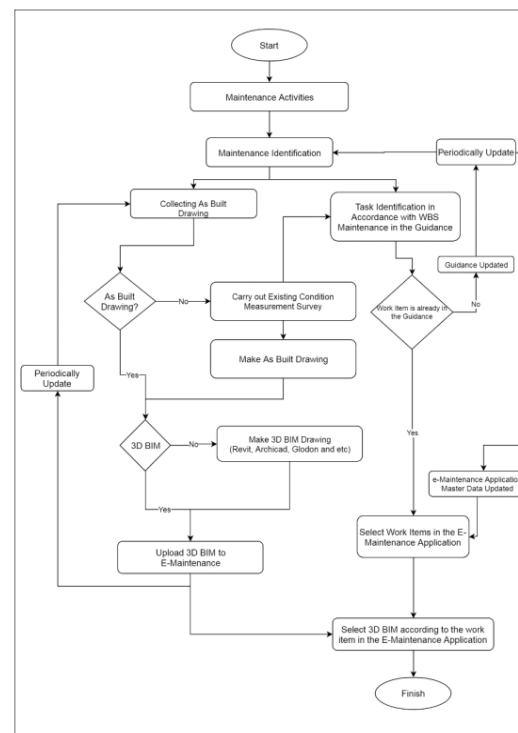 Start
Maintenance Activities
Maintenance Identification
Periodically Update
Collecting As Built
Drawing
Task Identification in
Accordance with WBS
Maintenance in the Guidance
Guidance Updated
As Built
Drawing?
No
Carry out Existing Condition
Measurement Survey
Work Item is already in
the Guidance
No
Make As Built Drawing
Periodically
Update
Yes
3D BIM
No
Make 3D BIM Drawing
(Revit, Archicad, Glodon and etc)
Yes
e-Maintenance Applicatio
Master Data Updated
Yes
Select Work Items in the E-
Maintenance Application
Upload 3D BIM to
E-Maintenance
Select 3D BIM according to the work
item in the E-Maintenance Application
Finish